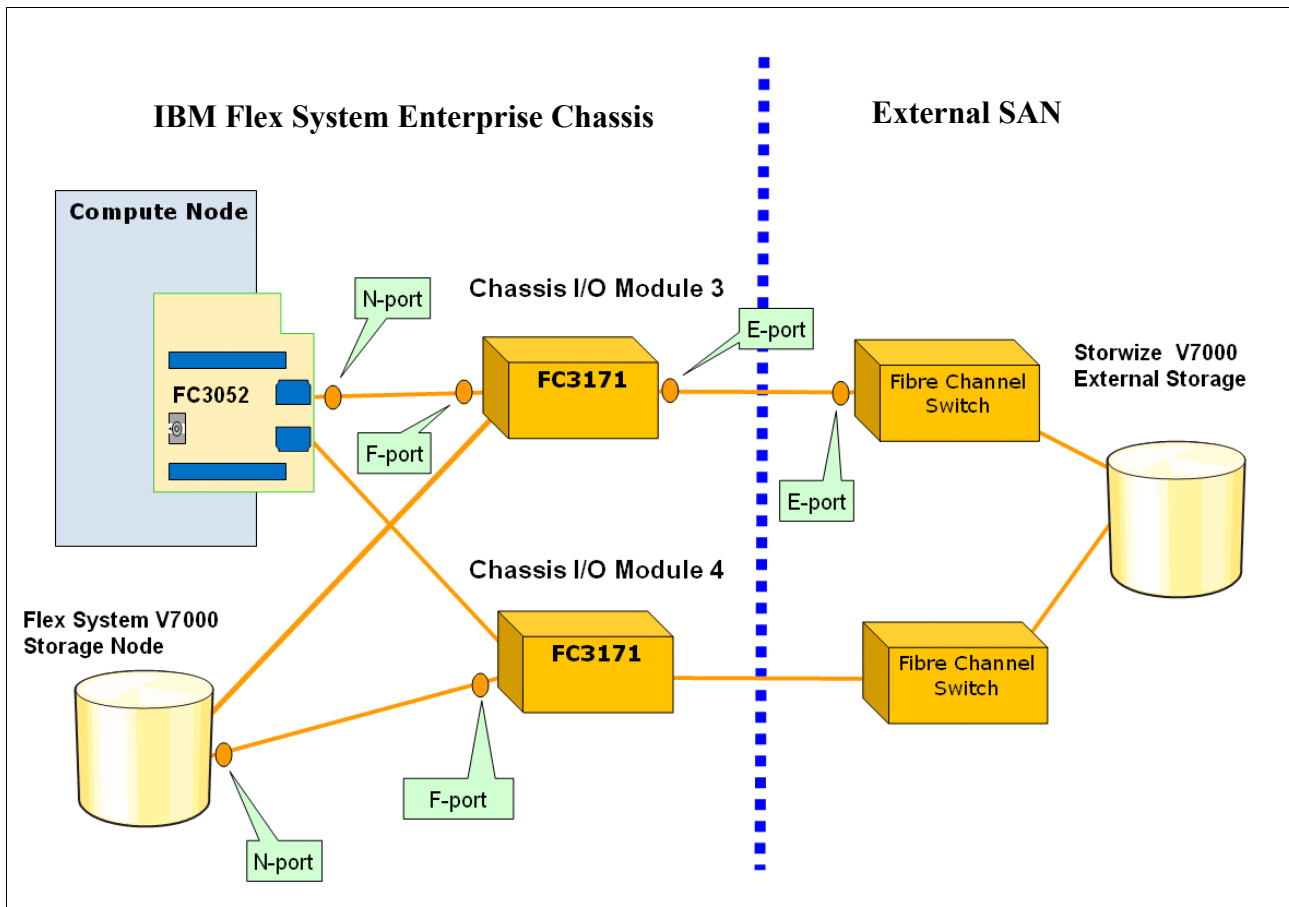 IBM Flex System Enterprise Chassis
External SAN
Compute Node
FC3052
N-port
F-port
Chassis I/O Module 3
FC3171
E-port
E-port
Fibre Channel
Switch
Storwize V7000
External Storage
Chassis I/O Module 4
FC3171
Fibre Channel
Switch
Flex System V7000
Storage Node
F-port
N-port